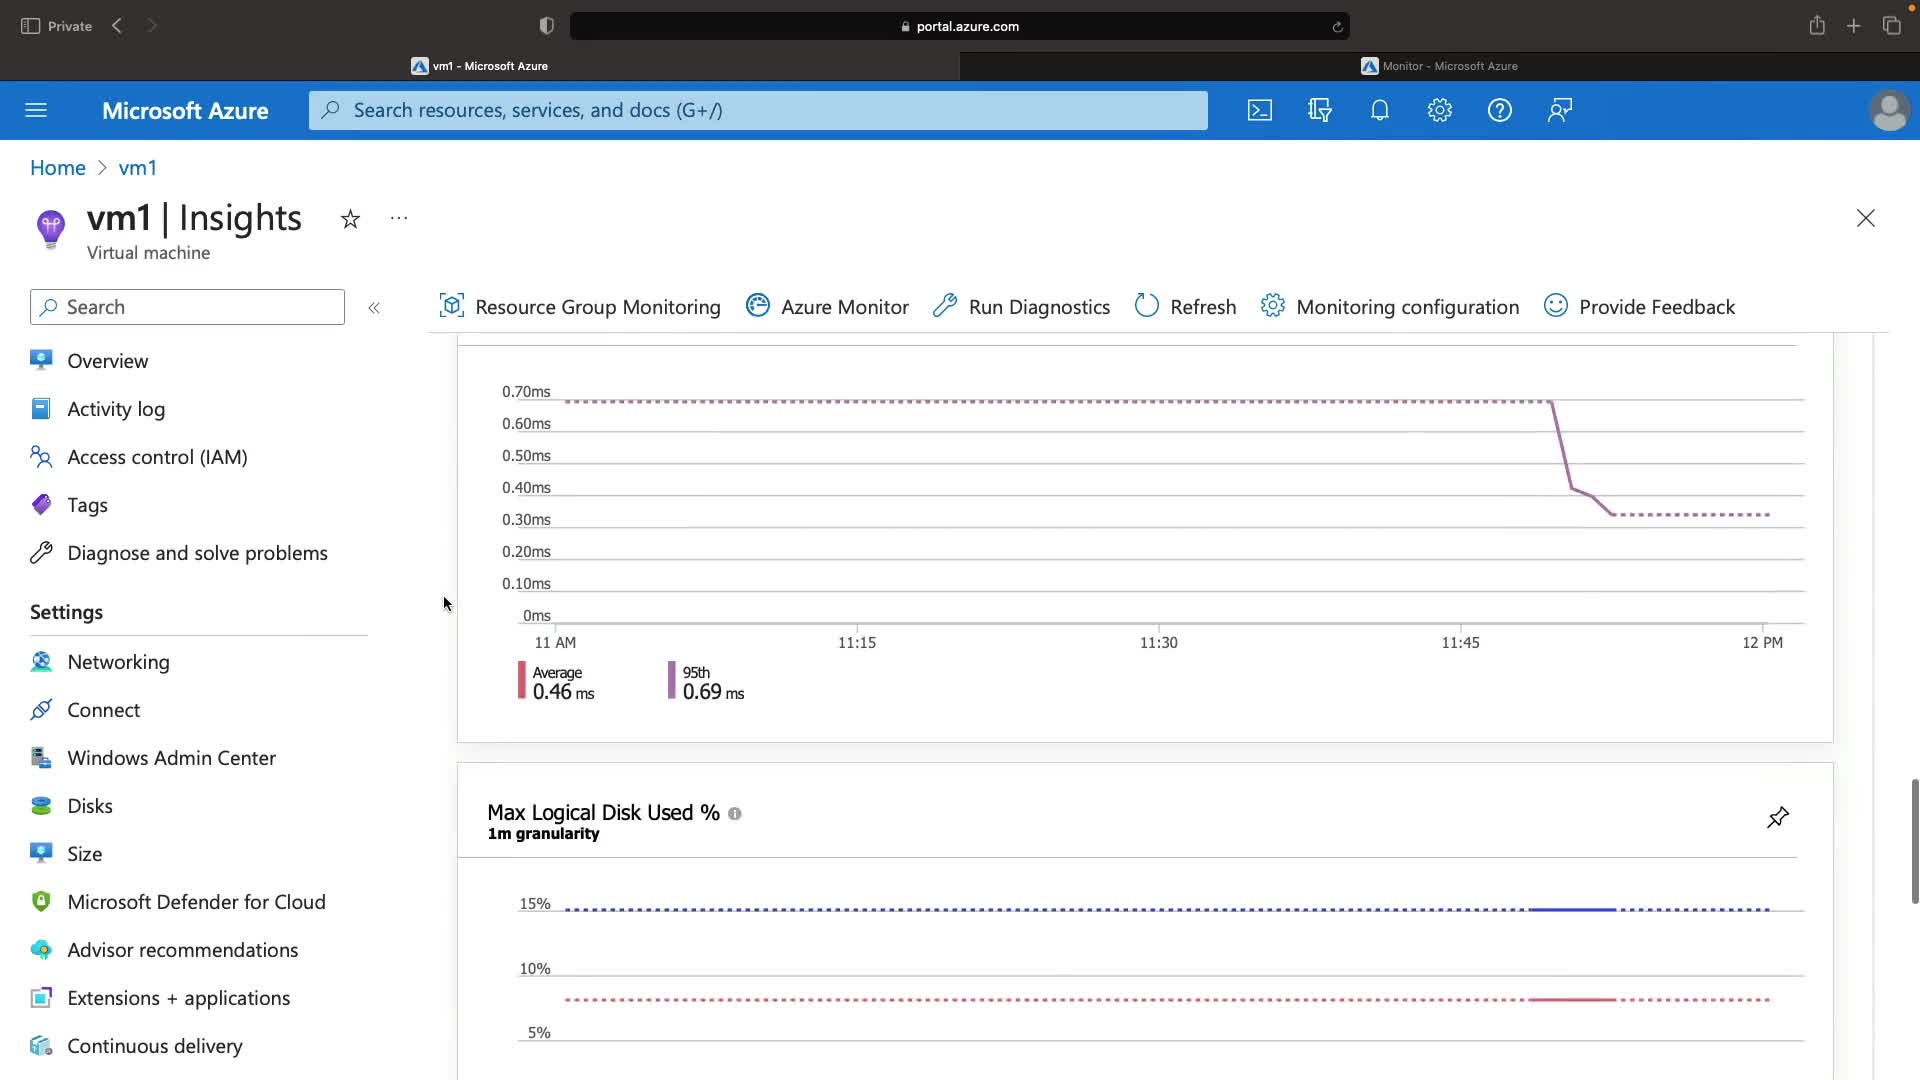 Private
portal.azure.com
vm1 - Microsoft Azure
Monitor - Microsoft Azure
Microsoft Azure
Search resources, services, and docs (G+/)
Home > vm1
vm1 | Insights
Virtual machine
Search
Resource Group Monitoring
Azure Monitor
Run Diagnostics
Refresh
Monitoring configuration
Provide Feedback
Overview
Activity log
Access control (IAM)
Tags
Diagnose and solve problems
Settings
Networking
Connect
Windows Admin Center
Disks
Size
Microsoft Defender for Cloud
Advisor recommendations
Extensions + applications
Continuous delivery
0.70ms
0.60ms
0.50ms
0.40ms
0.30ms
0.20ms
0.10ms
0ms
11 AM 11:15 11:30 11:45 12 PM
Average
0.46 ms
95th
0.69 ms
Max Logical Disk Used %
1m granularity
15%
10%
5%